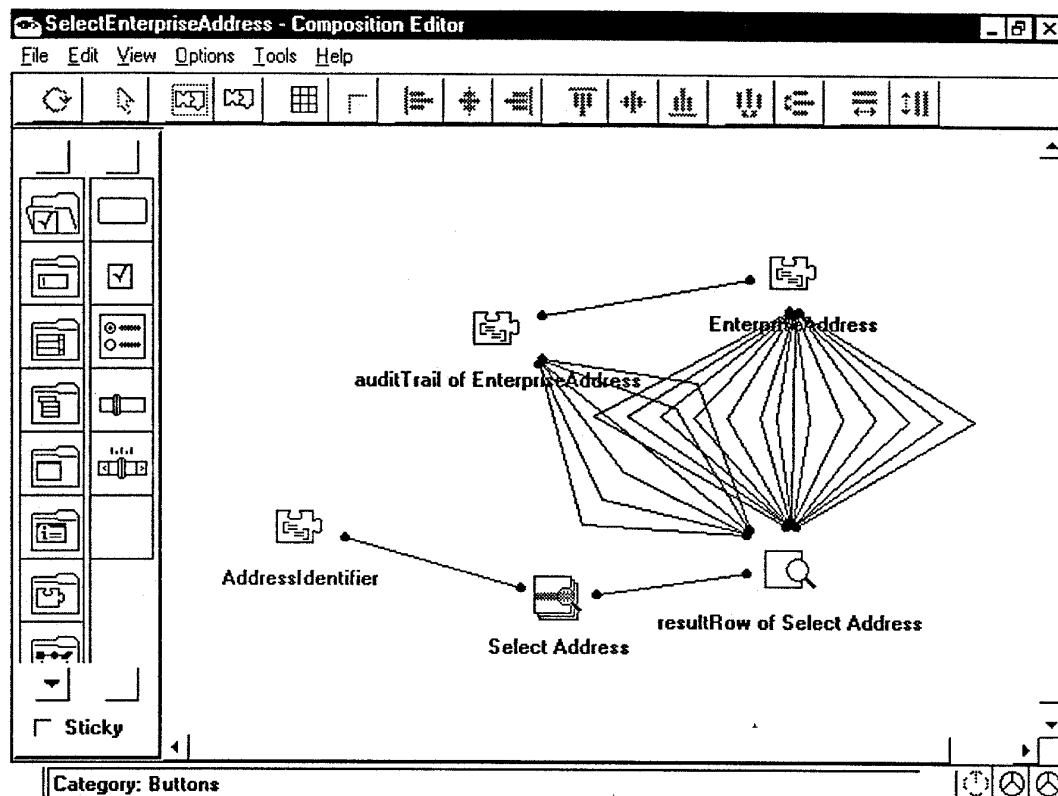 SelectEnterpriseAddress - Composition Editor
File Edit View Options Tools Help
EnterpriseAddress
auditTrail of EnterpriseAddress
AddressIdentifier
Select Address
resultRow of Select Address
Sticky
Category: Buttons